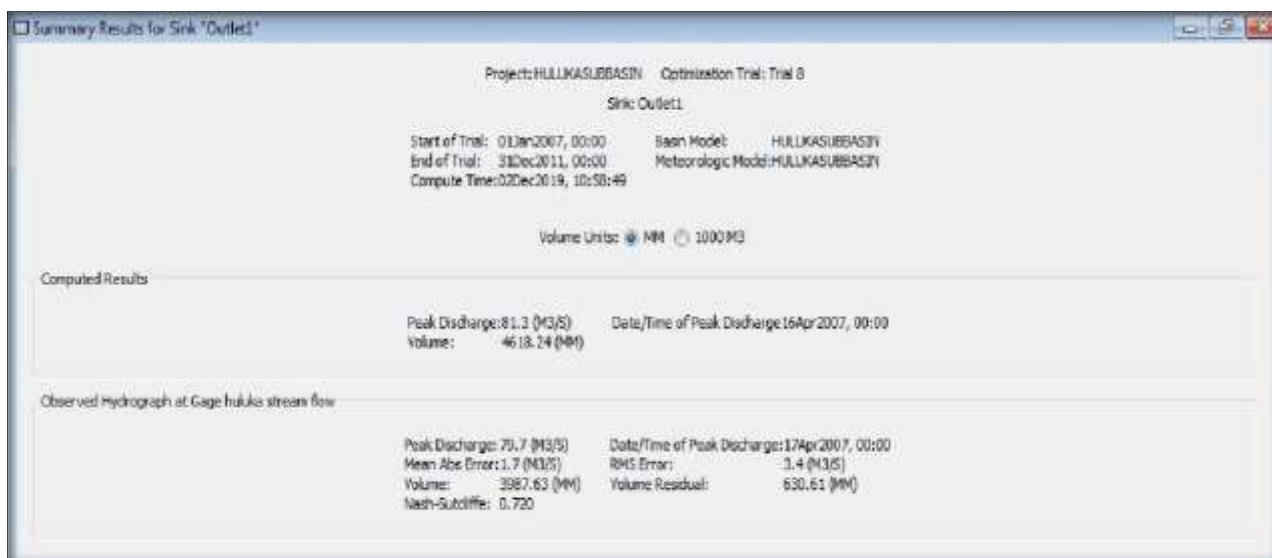 Summary Results for Sink "Outlet1"
Project: HULUKASUBBASIN Optimization Trial: Trial 8
Sink: Outlet1
Start of Trial: 01Jan2007, 00:00 Basin Model: HULUKASUBBASIN
End of Trial: 31Dec2011, 00:00 Meteorologic Model:HULUKASUBBASIN
Compute Time:02Dec2019, 10:58:49
Volume Units: MM 1000 M3
Computed Results
Peak Discharge:81.3 (M3/S) Date/Time of Peak Discharge16Apr2007, 00:00
Volume: 4618.24 (MM)
Observed Hydrograph at Gage huluka stream flow
Peak Discharge: 79.7 (M3/S) Date/Time of Peak Discharge:17Apr2007, 00:00
Mean Abs Error:1.7 (M3/S) RMS Error: 3.4 (M3/S)
Volume: 3987.63 (MM) Volume Residual: 630.61 (MM)
Nash-Sutcliffe: 0.720